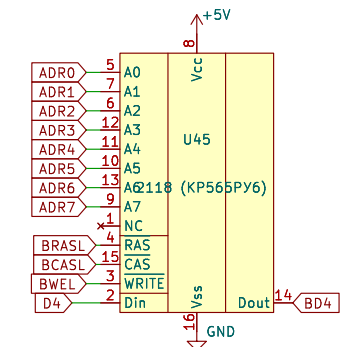 +5V
8
Vcc
ADR0 5 A0
ADR1 7 A1
ADR2 6 A2
ADR3 12 A3
U45
ADR4 11 A4
ADR5 10 A5
ADR6 13 A6 2118 (КР565РУ6)
ADR7 9 A7
1 NC
BRASL 4 RAS
BCASL 15 CAS
BWEL 3 WRITE
D4 2 Din
Vss
Dout 14 BD4
16
GND